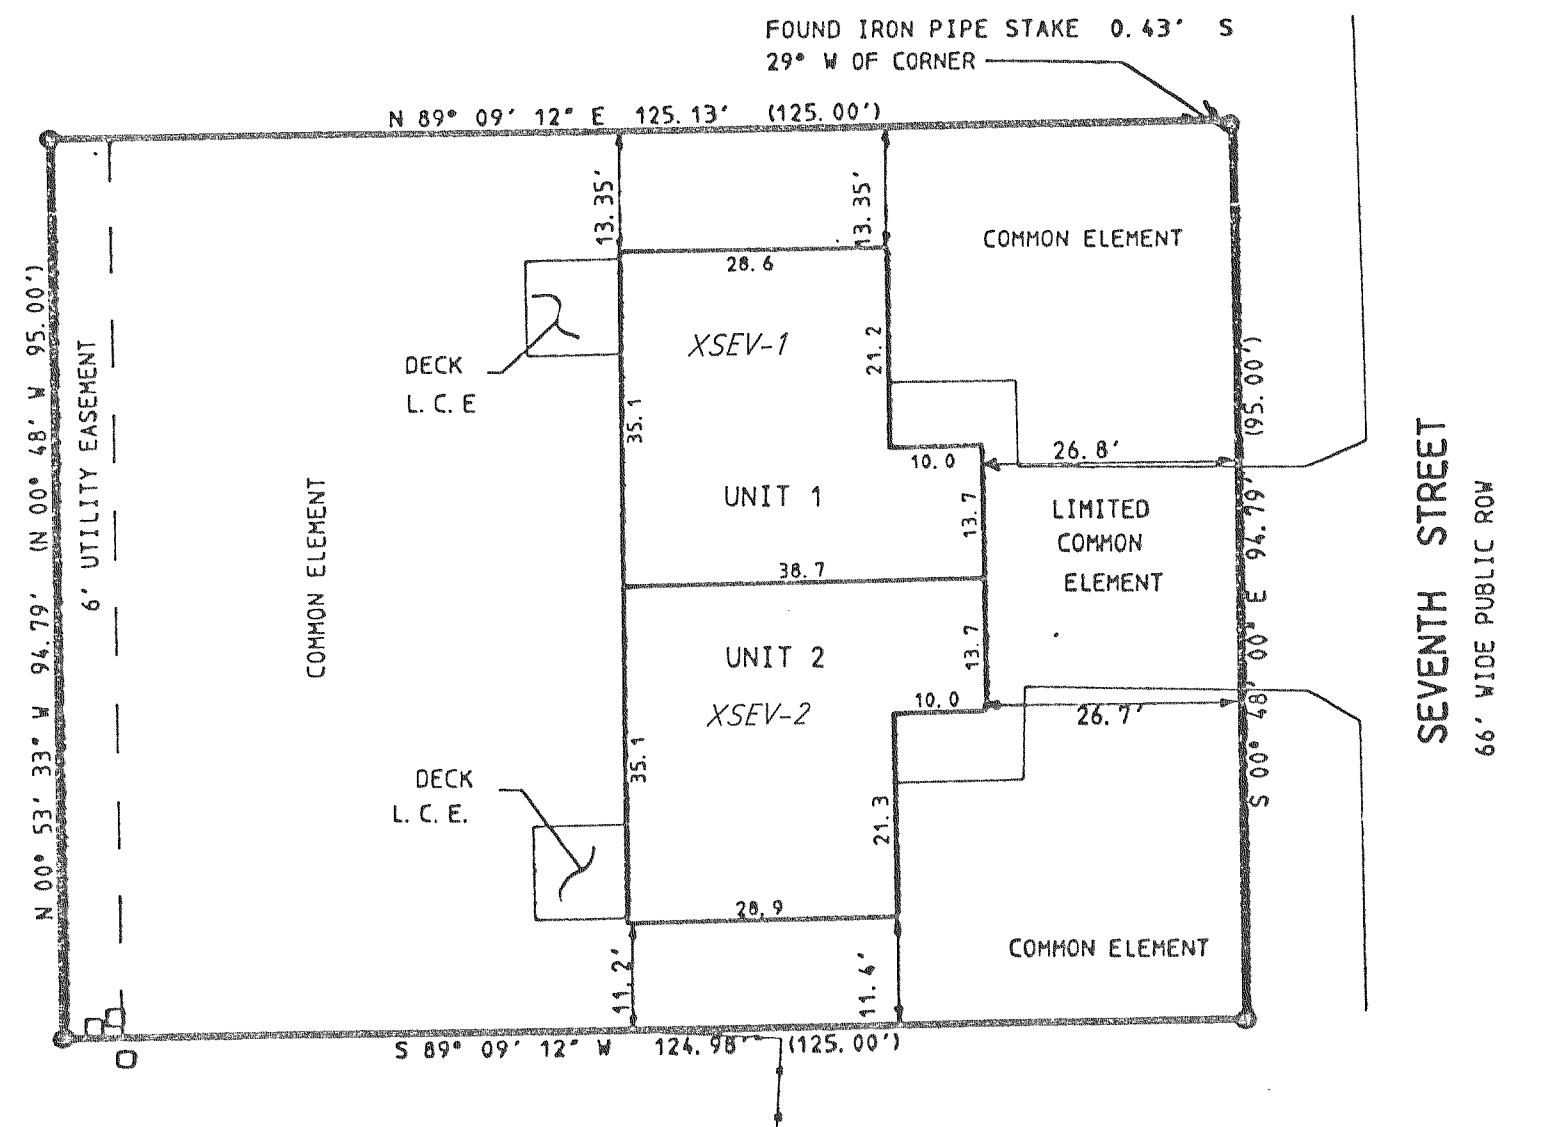 FOUND IRON PIPE STAKE 0.43' S
29° W OF CORNER
N 89° 09' 12" E 125.13' (125.00')
13.35'
13.35'
COMMON ELEMENT
28.6
XSEV-1
21.2
DECK
L.C.E
35.1
10.0
26.8'
UNIT 1
13.7
LIMITED
COMMON
ELEMENT
38.7
N 00° 53' 33" W 94.79' (N 00° 48' W 95.00')
6' UTILITY EASEMENT
COMMON ELEMENT
UNIT 2
13.7
XSEV-2
10.0
26.7'
35.1
DECK
L.C.E.
21.3
28.9
11.2'
11.4'
COMMON ELEMENT
S 00° 48' 00" E 94.79' (95.00')
SEVENTH STREET
66' WIDE PUBLIC ROW
S 89° 09' 12" W 124.98' (125.00')